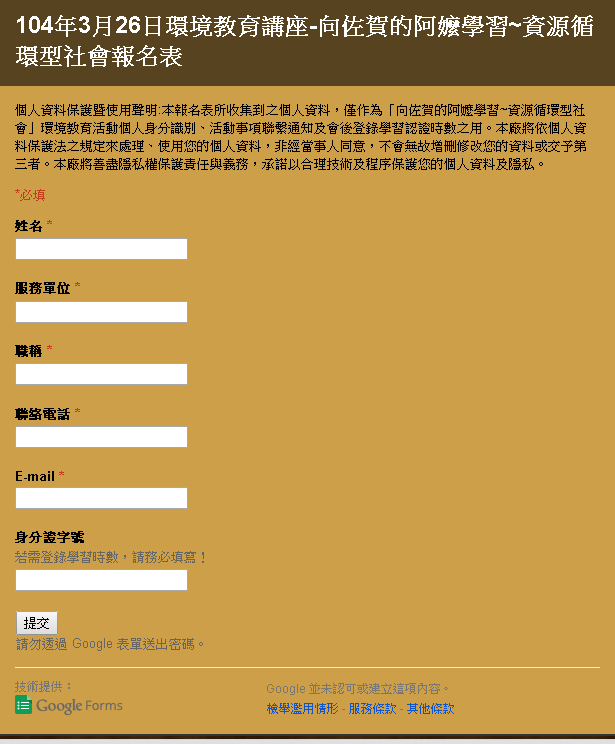 104年3月26日環境教育講座-向佐賀的阿嬤學習~資源循
環型社會報名表
個人資料保護暨使用聲明:本報名表所收集到之個人資料，僅作為「向佐賀的阿嬤學習~資源循環型社
會」環境教育活動個人身分識別、活動事項聯繫通知及會後登錄學習認證時數之用。本廠將依個人資
料保護法之規定來處理、使用您的個人資料，非經當事人同意，不會無故增刪修改您的資料或交予第
三者。本廠將善盡隱私權保護責任與義務，承諾以合理技術及程序保護您的個人資料及隱私。
*必填
姓名 *
服務單位 *
職稱 *
聯絡電話 *
E-mail *
身分證字號
若需登錄學習時數，請務必填寫！
提交
請勿透過 Google 表單送出密碼。
技術提供：
Google Forms
Google 並未認可或建立這項內容。
檢舉濫用情形 - 服務條款 - 其他條款